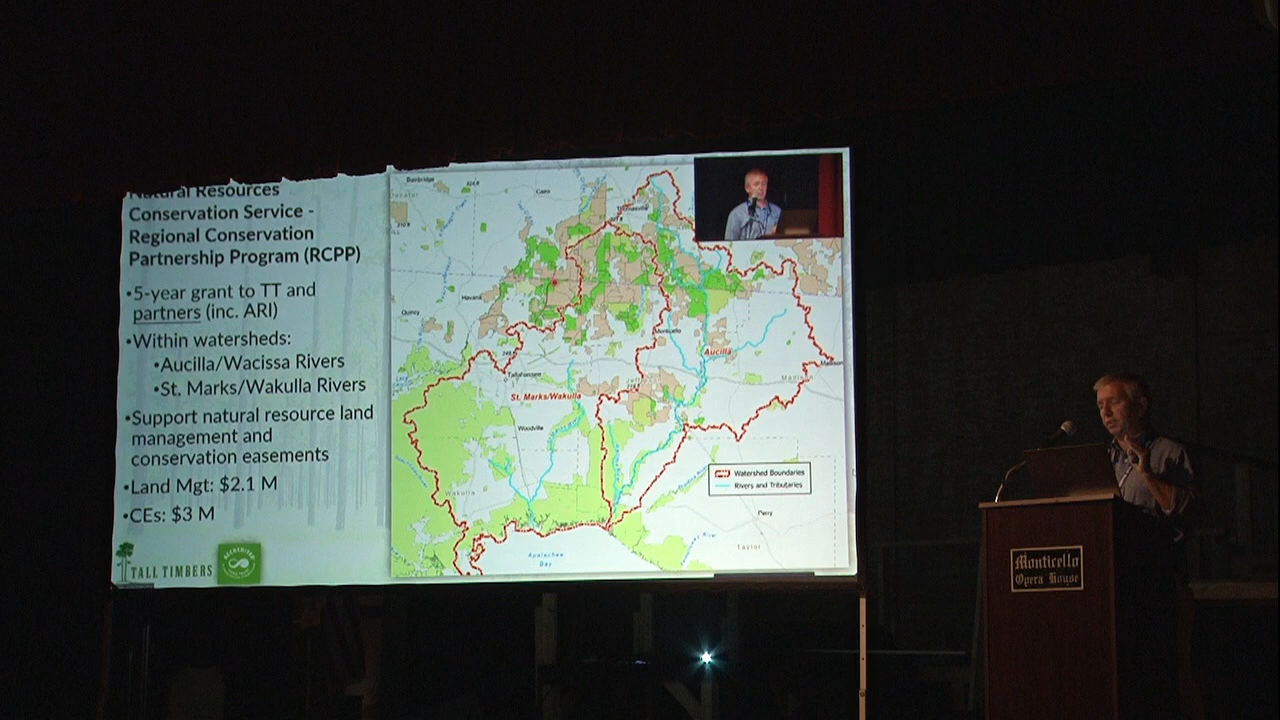 Natural Resources
Conservation Service -
Regional Conservation
Partnership Program (RCPP)
•5-year grant to TT and
partners (inc. ARI)
•Within watersheds:
•Aucilla/Wacissa Rivers
•St. Marks/Wakulla Rivers
•Support natural resource land
management and
conservation easements
•Land Mgt: $2.1 M
•CEs: $3 M
TALL TIMBERS
ACCREDITED
Bainbridge
Cairo
Thomasville
Havana
Quincy
Monticello
Aucilla
Madison
Madison
Tallahassee
St. Marks/Wakulla
Woodville
Wakulla
Watershed Boundaries
Rivers and Tributaries
Perry
Taylor
Apalachee
Bay
Monticello
Opera House